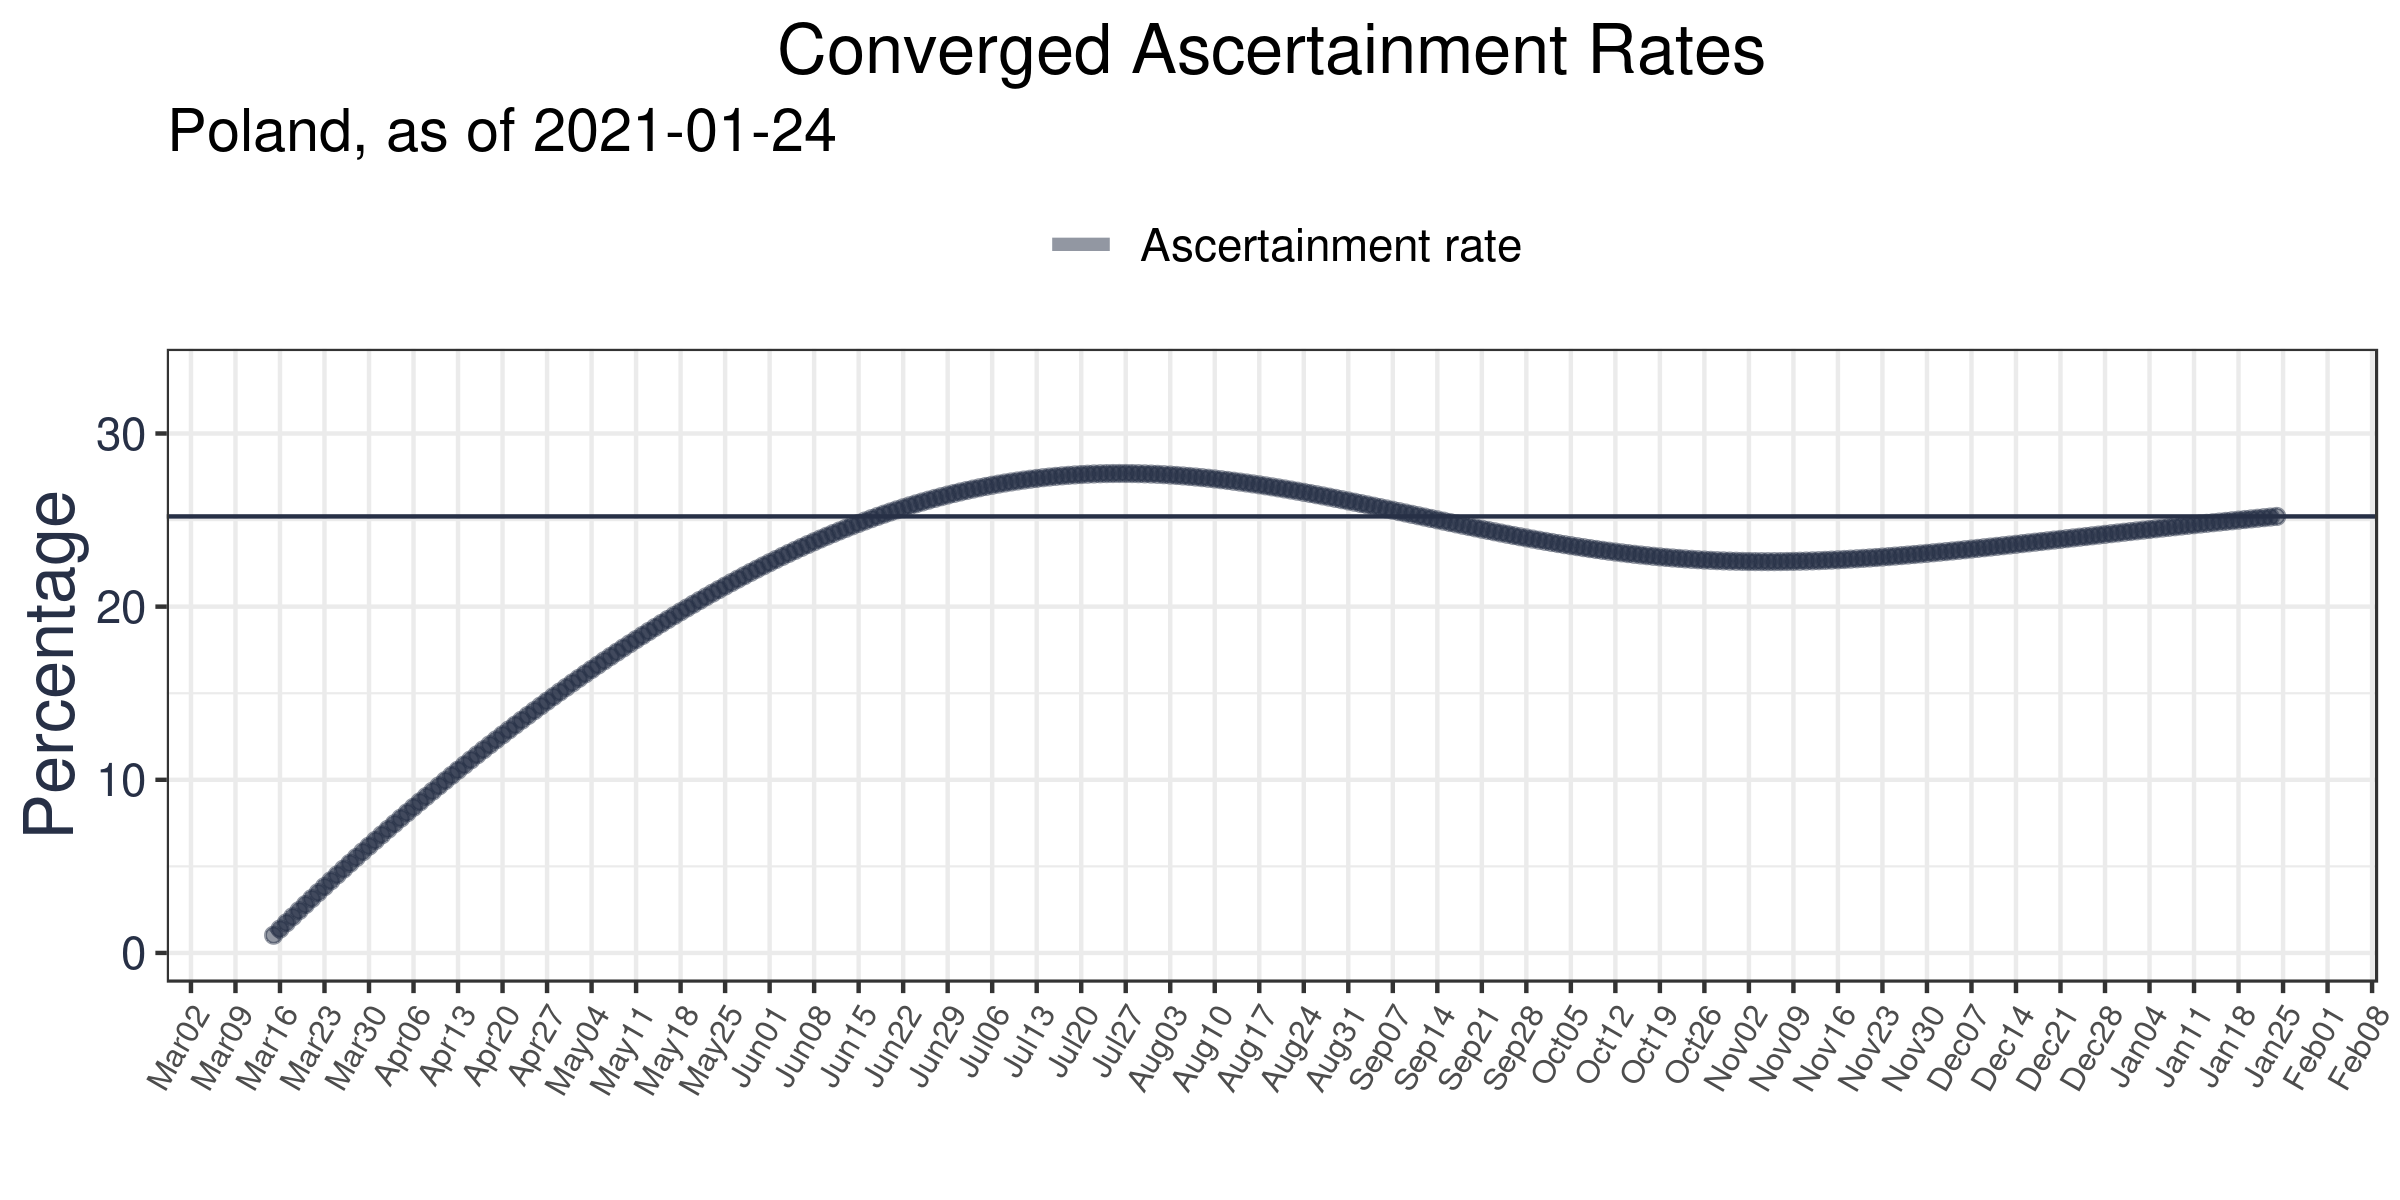 Converged Ascertainment Rates
Poland, as of 2021-01-24
Ascertainment rate
Percentage
30
20
10
0
Mar02
Mar09
Mar16
Mar23
Mar30
Apr06
Apr13
Apr20
Apr27
May04
May11
May18
May25
Jun01
Jun08
Jun15
Jun22
Jun29
Jul06
Jul13
Jul20
Jul27
Aug03
Aug10
Aug17
Aug24
Aug31
Sep07
Sep14
Sep21
Sep28
Oct05
Oct12
Oct19
Oct26
Nov02
Nov09
Nov16
Nov23
Nov30
Dec07
Dec14
Dec21
Dec28
Jan04
Jan11
Jan18
Jan25
Feb01
Feb08